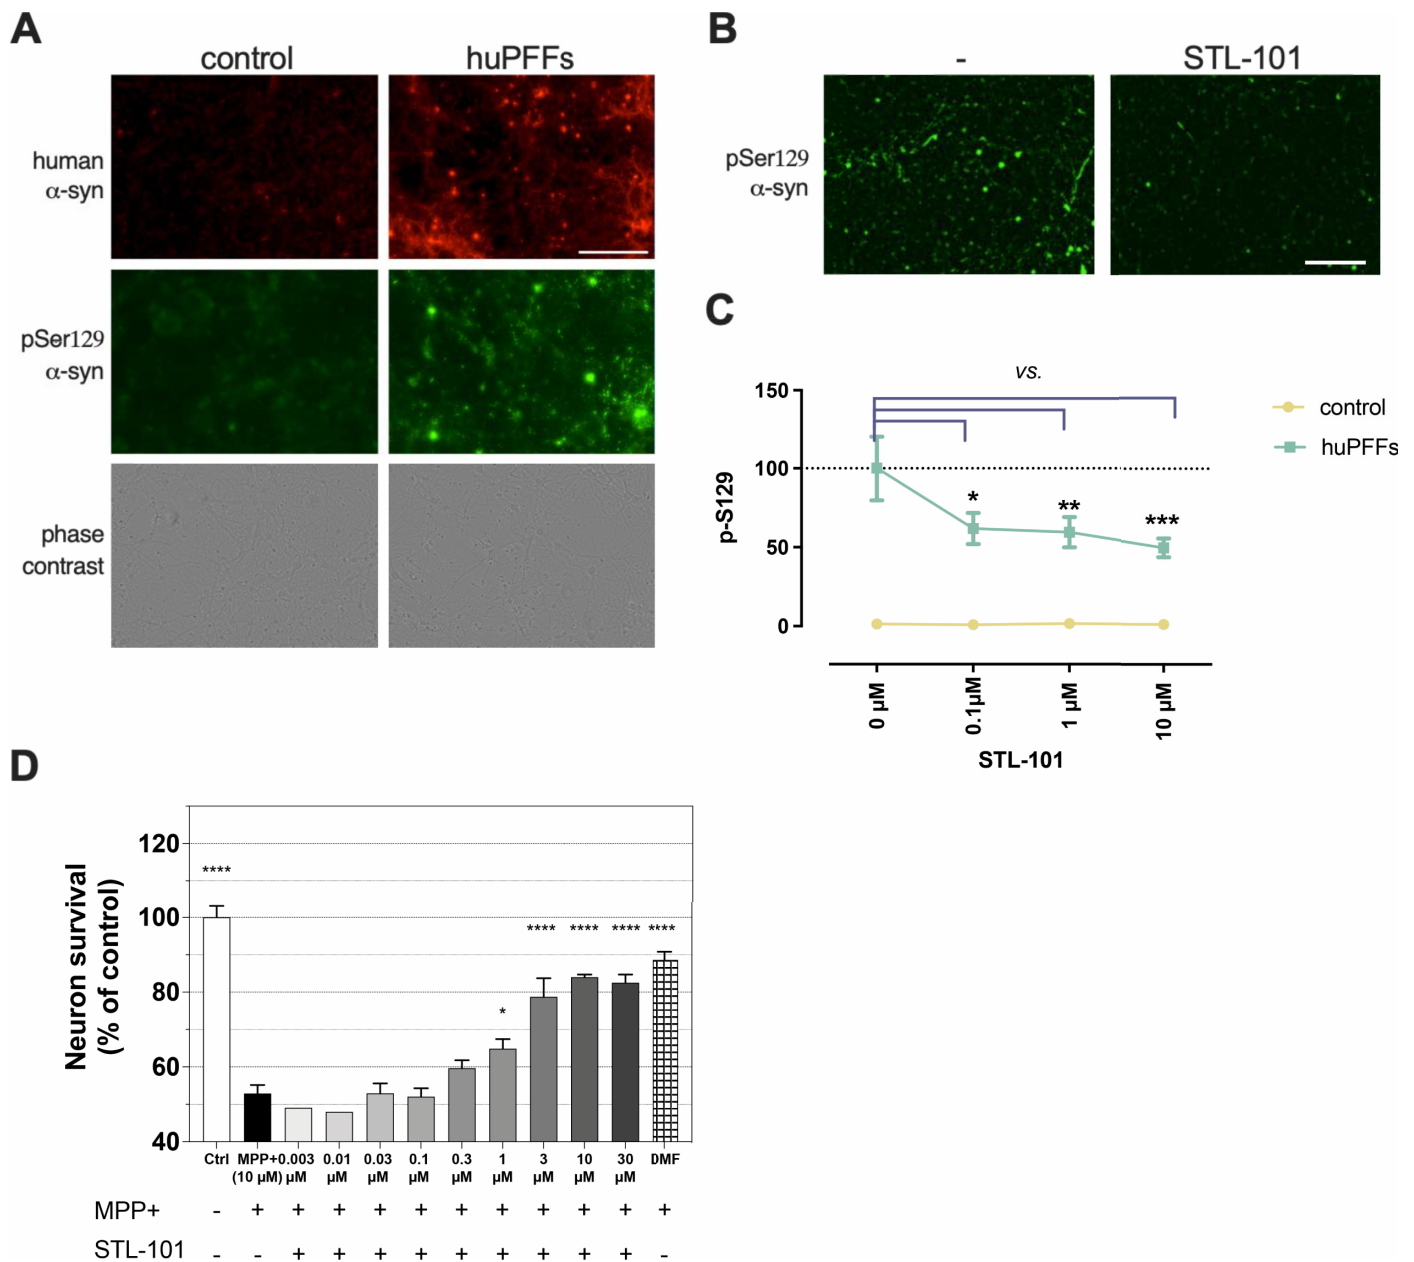 A
control
huPFFs
human
α-syn
pSer129
α-syn
phase
contrast
B
-
STL-101
pSer129
α-syn
C
vs.
150
100
50
0
p-S129
*
**
***
control
huPFFs
0 µM
0.1µM
1 µM
10 µM
STL-101
D
Neuron survival
(% of control)
120
100
80
60
40
****
*
****
****
****
****
Ctrl MPP+ 0.003 0.01 0.03 0.1 0.3 1 3 10 30 DMF
(10 µM) µM µM µM µM µM µM µM µM µM
MPP+ - + + + + + + + + + + +
STL-101 - - + + + + + + + + + -